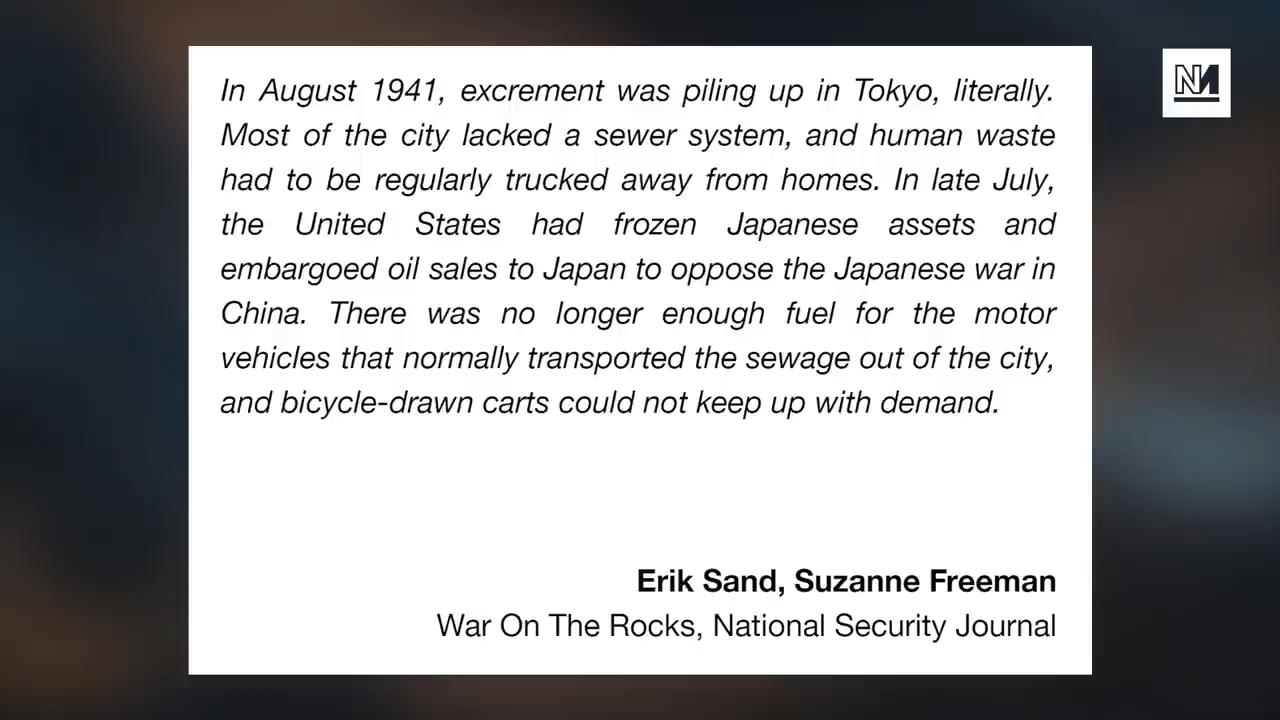 In August 1941, excrement was piling up in Tokyo, literally.
Most of the city lacked a sewer system, and human waste
had to be regularly trucked away from homes. In late July,
the United States had frozen Japanese assets and
embargoed oil sales to Japan to oppose the Japanese war in
China. There was no longer enough fuel for the motor
vehicles that normally transported the sewage out of the city,
and bicycle-drawn carts could not keep up with demand.
Erik Sand, Suzanne Freeman
War On The Rocks, National Security Journal
NM